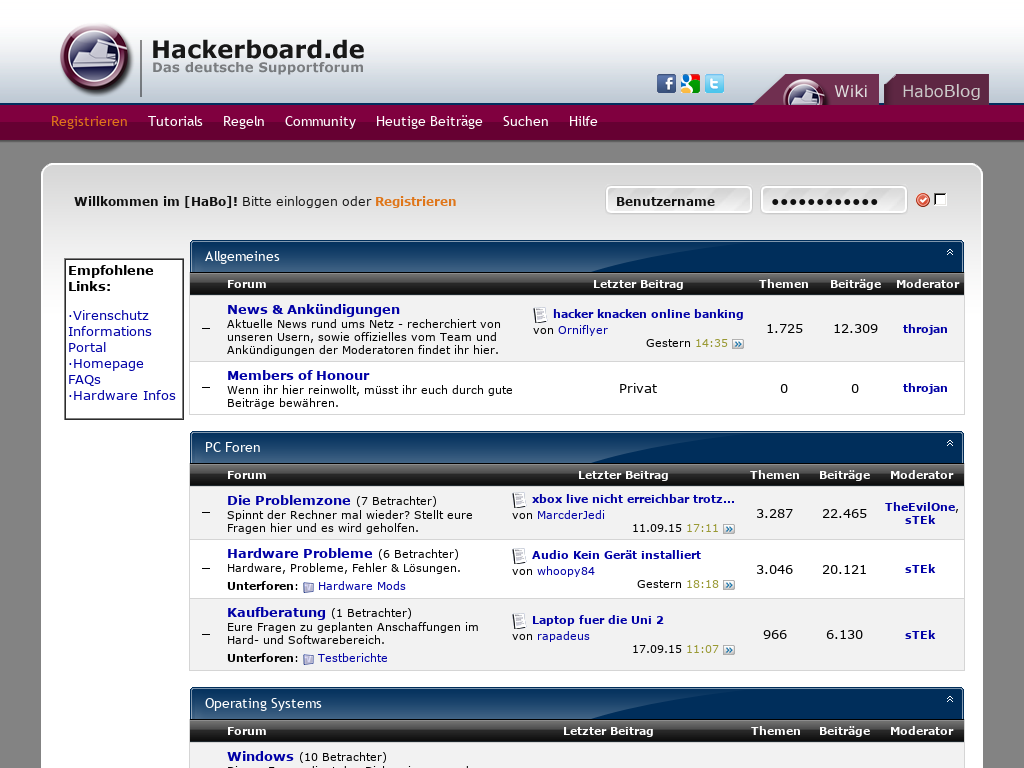 Hackerboard.de
Das deutsche Supportforum
Wiki
HaboBlog
Registrieren Tutorials Regeln Community Heutige Beiträge Suchen Hilfe
Willkommen im [HaBo]! Bitte einloggen oder Registrieren
Benutzername
Empfohlene
Links:
·Virenschutz
Informations
Portal
·Homepage
FAQs
·Hardware Infos
Allgemeines
Forum Letzter Beitrag Themen Beiträge Moderator
News & Ankündigungen
Aktuelle News rund ums Netz - recherchiert von
unseren Usern, sowie offizielles vom Team und
Ankündigungen der Moderatoren findet ihr hier.
hacker knacken online banking
von Orniflyer
Gestern 14:35
1.725 12.309 throjan
Members of Honour
Wenn ihr hier reinwollt, müsst ihr euch durch gute
Beiträge bewähren.
Privat 0 0 throjan
PC Foren
Forum Letzter Beitrag Themen Beiträge Moderator
Die Problemzone (7 Betrachter)
Spinnt der Rechner mal wieder? Stellt eure
Fragen hier und es wird geholfen.
xbox live nicht erreichbar trotz...
von MarcderJedi
11.09.15 17:11
3.287 22.465 TheEvilOne,
sTEk
Hardware Probleme (6 Betrachter)
Hardware, Probleme, Fehler & Lösungen.
Unterforen: Hardware Mods
Audio Kein Gerät installiert
von whoopy84
Gestern 18:18
3.046 20.121 sTEk
Kaufberatung (1 Betrachter)
Eure Fragen zu geplanten Anschaffungen im
Hard- und Softwarebereich.
Unterforen: Testberichte
Laptop fuer die Uni 2
von rapadeus
17.09.15 11:07
966 6.130 sTEk
Operating Systems
Forum Letzter Beitrag Themen Beiträge Moderator
Windows (10 Betrachter)